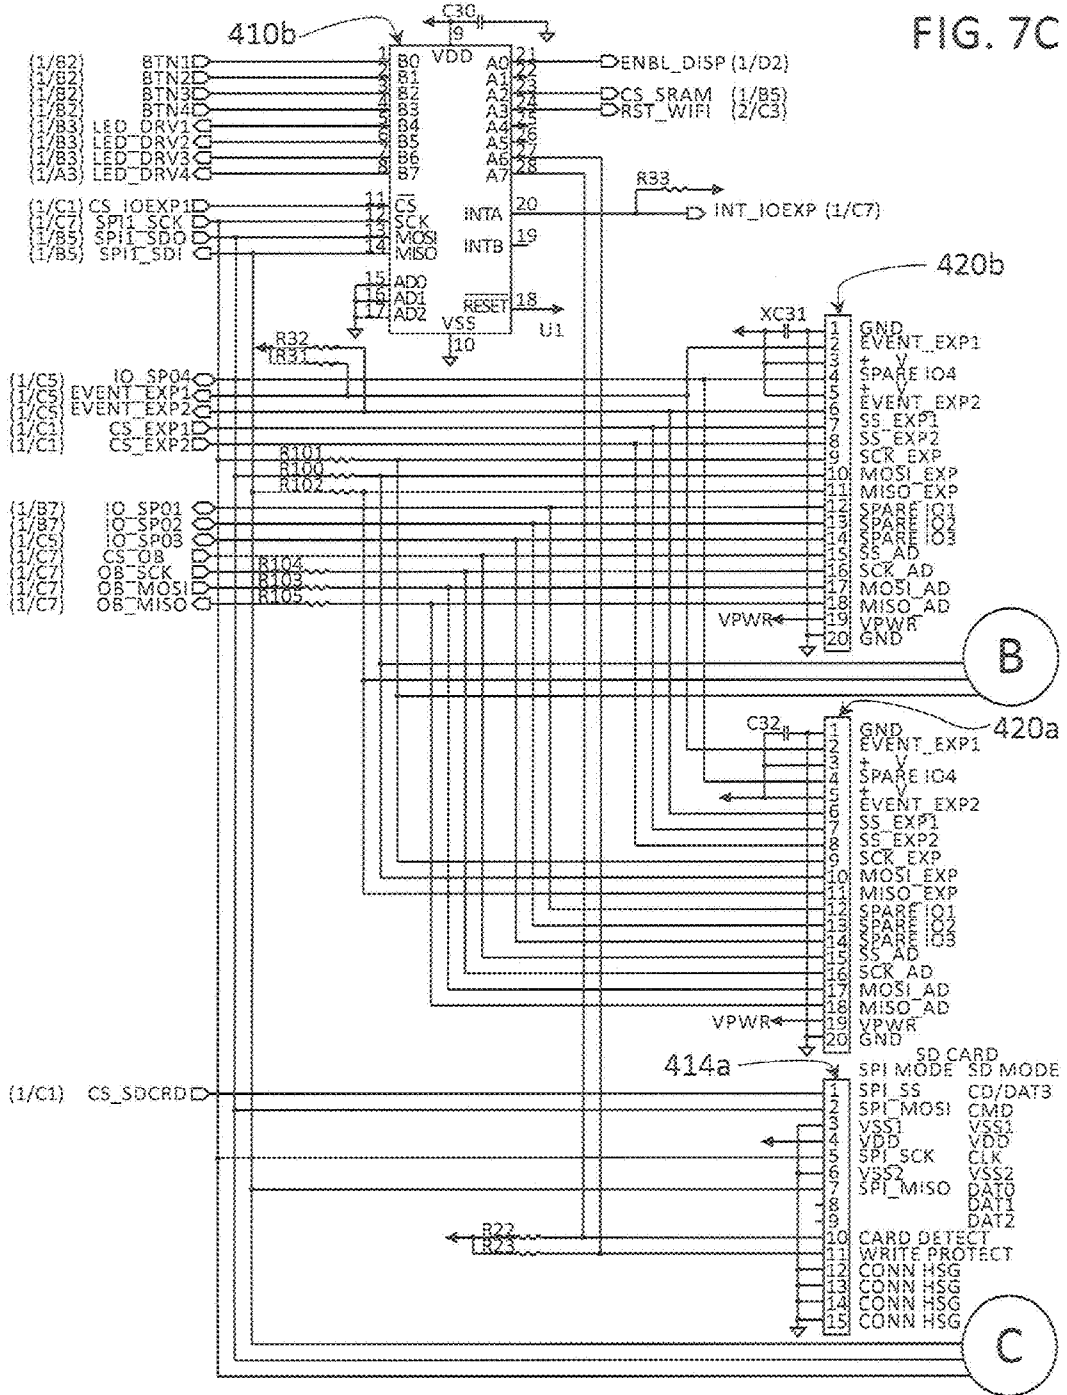 FIG. 7C
410b
C30
(1/B2) BTN1 1 B0 VDD 9 A0 21 ENBL_DISP (1/D2)
(1/B2) BTN2 2 B1 A1 22
(1/B2) BTN3 3 B2 A2 23 CS_SRAM (1/B5)
(1/B2) BTN4 4 B3 A3 24 RST_WIFI (2/C3)
(1/B3) LED_DRV1 5 B4 A4 25
(1/B3) LED_DRV2 6 B5 A5 26
(1/B3) LED_DRV3 7 B6 A6 27
(1/A3) LED_DRV4 8 B7 A7 28
R33
(1/C1) CS_IOEXP1 11 CS
(1/C7) SPI1_SCK 12 SCK INTA 20 INT_IOEXP (1/C7)
(1/B5) SPI1_SDO 13 MOSI
(1/B5) SPI1_SDI 14 MISO INTB 19
15 AD0
16 AD1
17 AD2 RESET 18
VSS 10 U1
420b
R32
R31
XC31
(1/C5) IO_SP04
(1/C5) EVENT_EXP1
(1/C5) EVENT_EXP2
(1/C1) CS_EXP1
(1/C1) CS_EXP2
R101
R100
R102
(1/B7) IO_SP01
(1/B7) IO_SP02
(1/C5) IO_SP03
(1/C7) CS_OB
(1/C7) OB_SCK R104
(1/C7) OB_MOSI R103
(1/C7) OB_MISO R105
1 GND
2 EVENT_EXP1
3 + V
4 SPARE IO4
5 + V
6 EVENT_EXP2
7 SS_EXP1
8 SS_EXP2
9 SCK_EXP
10 MOSI_EXP
11 MISO_EXP
12 SPARE IO1
13 SPARE IO2
14 SPARE IO3
15 SS_AD
16 SCK_AD
17 MOSI_AD
18 MISO_AD
VPWR 19 VPWR
20 GND
B
420a
C32
1 GND
2 EVENT_EXP1
3 + V
4 SPARE IO4
5 + V
6 EVENT_EXP2
7 SS_EXP1
8 SS_EXP2
9 SCK_EXP
10 MOSI_EXP
11 MISO_EXP
12 SPARE IO1
13 SPARE IO2
14 SPARE IO3
15 SS_AD
16 SCK_AD
17 MOSI_AD
18 MISO_AD
VPWR 19 VPWR
20 GND
414a
SD CARD
SPI MODE SD MODE
(1/C1) CS_SDCRD 1 SPI_SS CD/DAT3
2 SPI_MOSI CMD
3 VSS1 VSS1
4 VDD VDD
5 SPI_SCK CLK
6 VSS2 VSS2
7 SPI_MISO DAT0
8 DAT1
9 DAT2
R22 10 CARD DETECT
R23 11 WRITE PROTECT
12 CONN HSG
13 CONN HSG
14 CONN HSG
15 CONN HSG
C